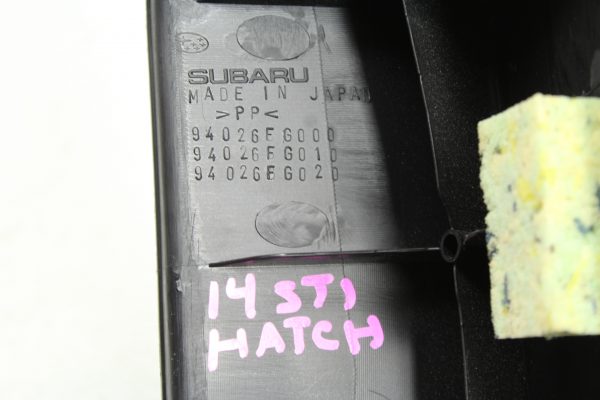 SUBARU
MADE IN JAPAN
>PP<
94026FG000
94026FG010
94026FG020
14 STI
HATCH